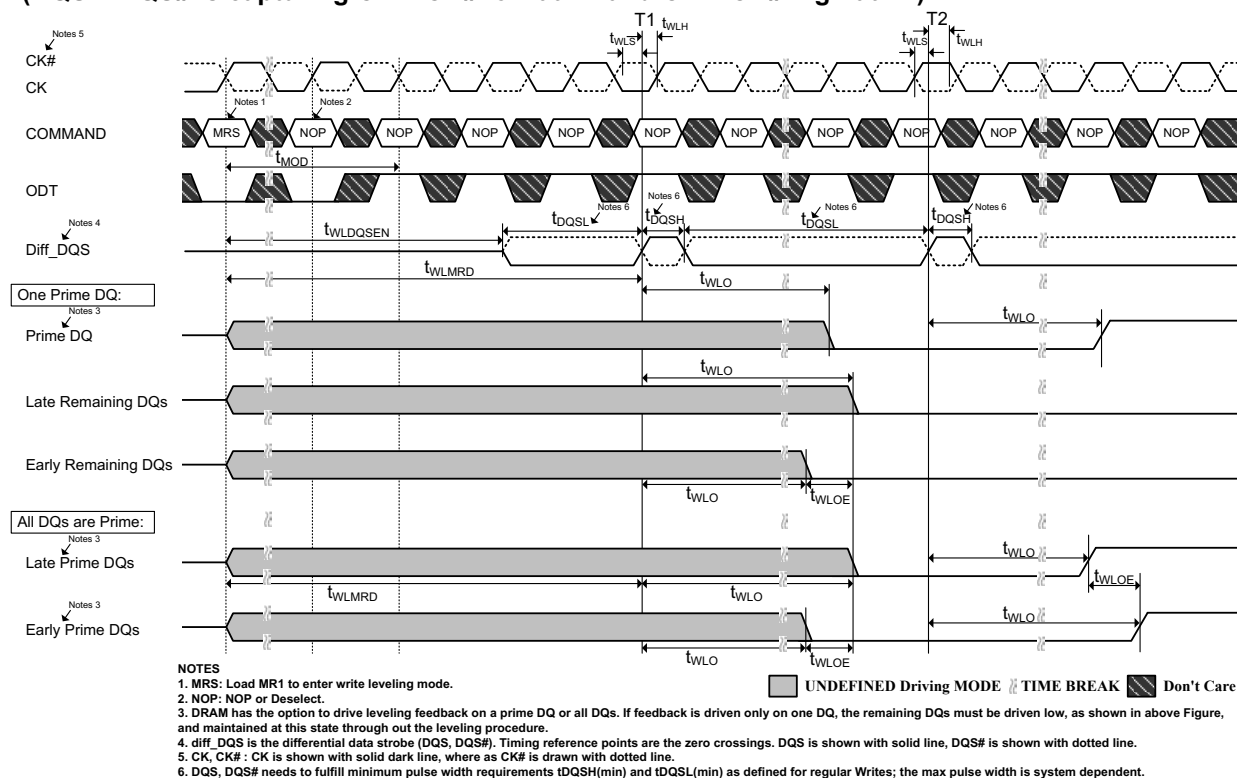 T1
T2
tWLS
tWLH
tWLS
tWLH
Notes 5
CK#
CK
Notes 1
Notes 2
COMMAND
MRS
NOP
NOP
NOP
NOP
NOP
NOP
NOP
NOP
NOP
NOP
NOP
tMOD
ODT
Notes 6
Notes 6
Notes 6
Notes 6
tDQSL
tDQSH
tDQSL
tDQSH
Notes 4
Diff_DQS
tWLDQSEN
tWLMRD
tWLO
One Prime DQ:
Notes 3
Prime DQ
tWLO
tWLO
Late Remaining DQs
Early Remaining DQs
tWLO
tWLOE
All DQs are Prime:
Notes 3
Late Prime DQs
tWLO
tWLOE
tWLMRD
tWLO
Notes 3
Early Prime DQs
tWLO
tWLO
tWLOE
NOTES
1. MRS: Load MR1 to enter write leveling mode.
2. NOP: NOP or Deselect.
UNDEFINED Driving MODE
TIME BREAK
Don't Care
3. DRAM has the option to drive leveling feedback on a prime DQ or all DQs. If feedback is driven only on one DQ, the remaining DQs must be driven low, as shown in above Figure,
and maintained at this state through out the leveling procedure.
4. diff_DQS is the differential data strobe (DQS, DQS#). Timing reference points are the zero crossings. DQS is shown with solid line, DQS# is shown with dotted line.
5. CK, CK# : CK is shown with solid dark line, where as CK# is drawn with dotted line.
6. DQS, DQS# needs to fulfill minimum pulse width requirements tDQSH(min) and tDQSL(min) as defined for regular Writes; the max pulse width is system dependent.